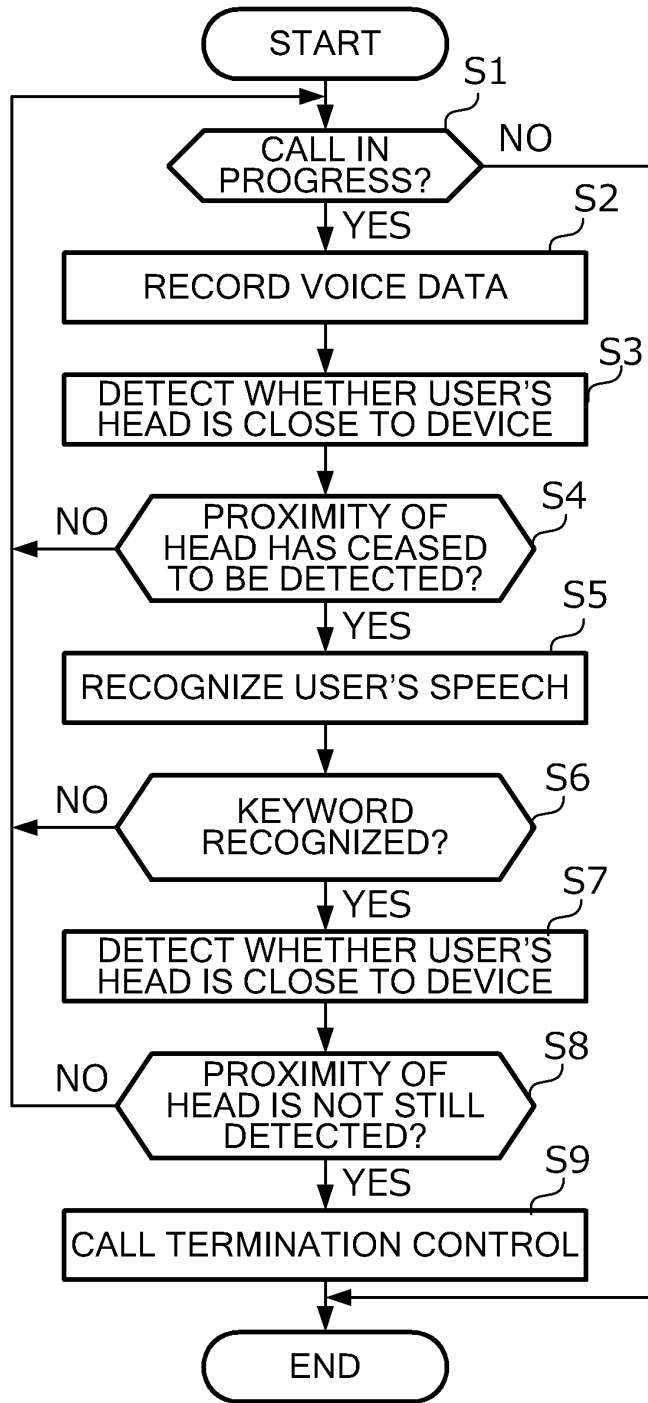 START
S1
CALL IN
PROGRESS?
NO
YES
S2
RECORD VOICE DATA
S3
DETECT WHETHER USER'S
HEAD IS CLOSE TO DEVICE
S4
NO
PROXIMITY OF
HEAD HAS CEASED
TO BE DETECTED?
YES
S5
RECOGNIZE USER'S SPEECH
S6
NO
KEYWORD
RECOGNIZED?
YES
S7
DETECT WHETHER USER'S
HEAD IS CLOSE TO DEVICE
S8
NO
PROXIMITY OF
HEAD IS NOT STILL
DETECTED?
YES
S9
CALL TERMINATION CONTROL
END